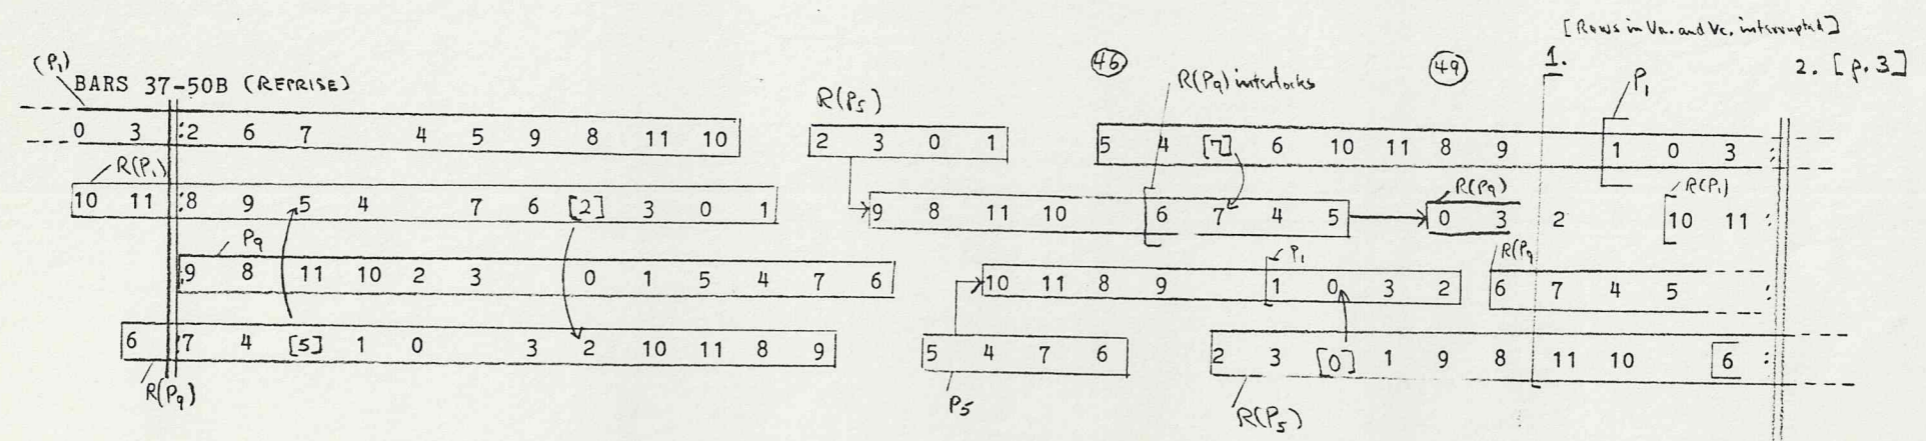 [Rows in Va. and Vc. interrupted]
(P₁) 46 49 1. 2. [p.3]
BARS 37-50B (REPRISE) R(P₅) R(P₉) interlocks P₁
0 3 :2 6 7 4 5 9 8 11 10 2 3 0 1 5 4 [7] 6 10 11 8 9 1 0 3 :
R(P₁) R(P₉) R(P₁)
10 11 :8 9 5 4 7 6 [2] 3 0 1 9 8 11 10 6 7 4 5 0 3 2 10 11 :
P₉ P₁ R(P₉
:9 8 11 10 2 3 0 1 5 4 7 6 10 11 8 9 1 0 3 2 6 7 4 5 :
6 :7 4 [5] 1 0 3 2 10 11 8 9 5 4 7 6 2 3 [0] 1 9 8 11 10 6 :
R(P₉) P₅ R(P₅)